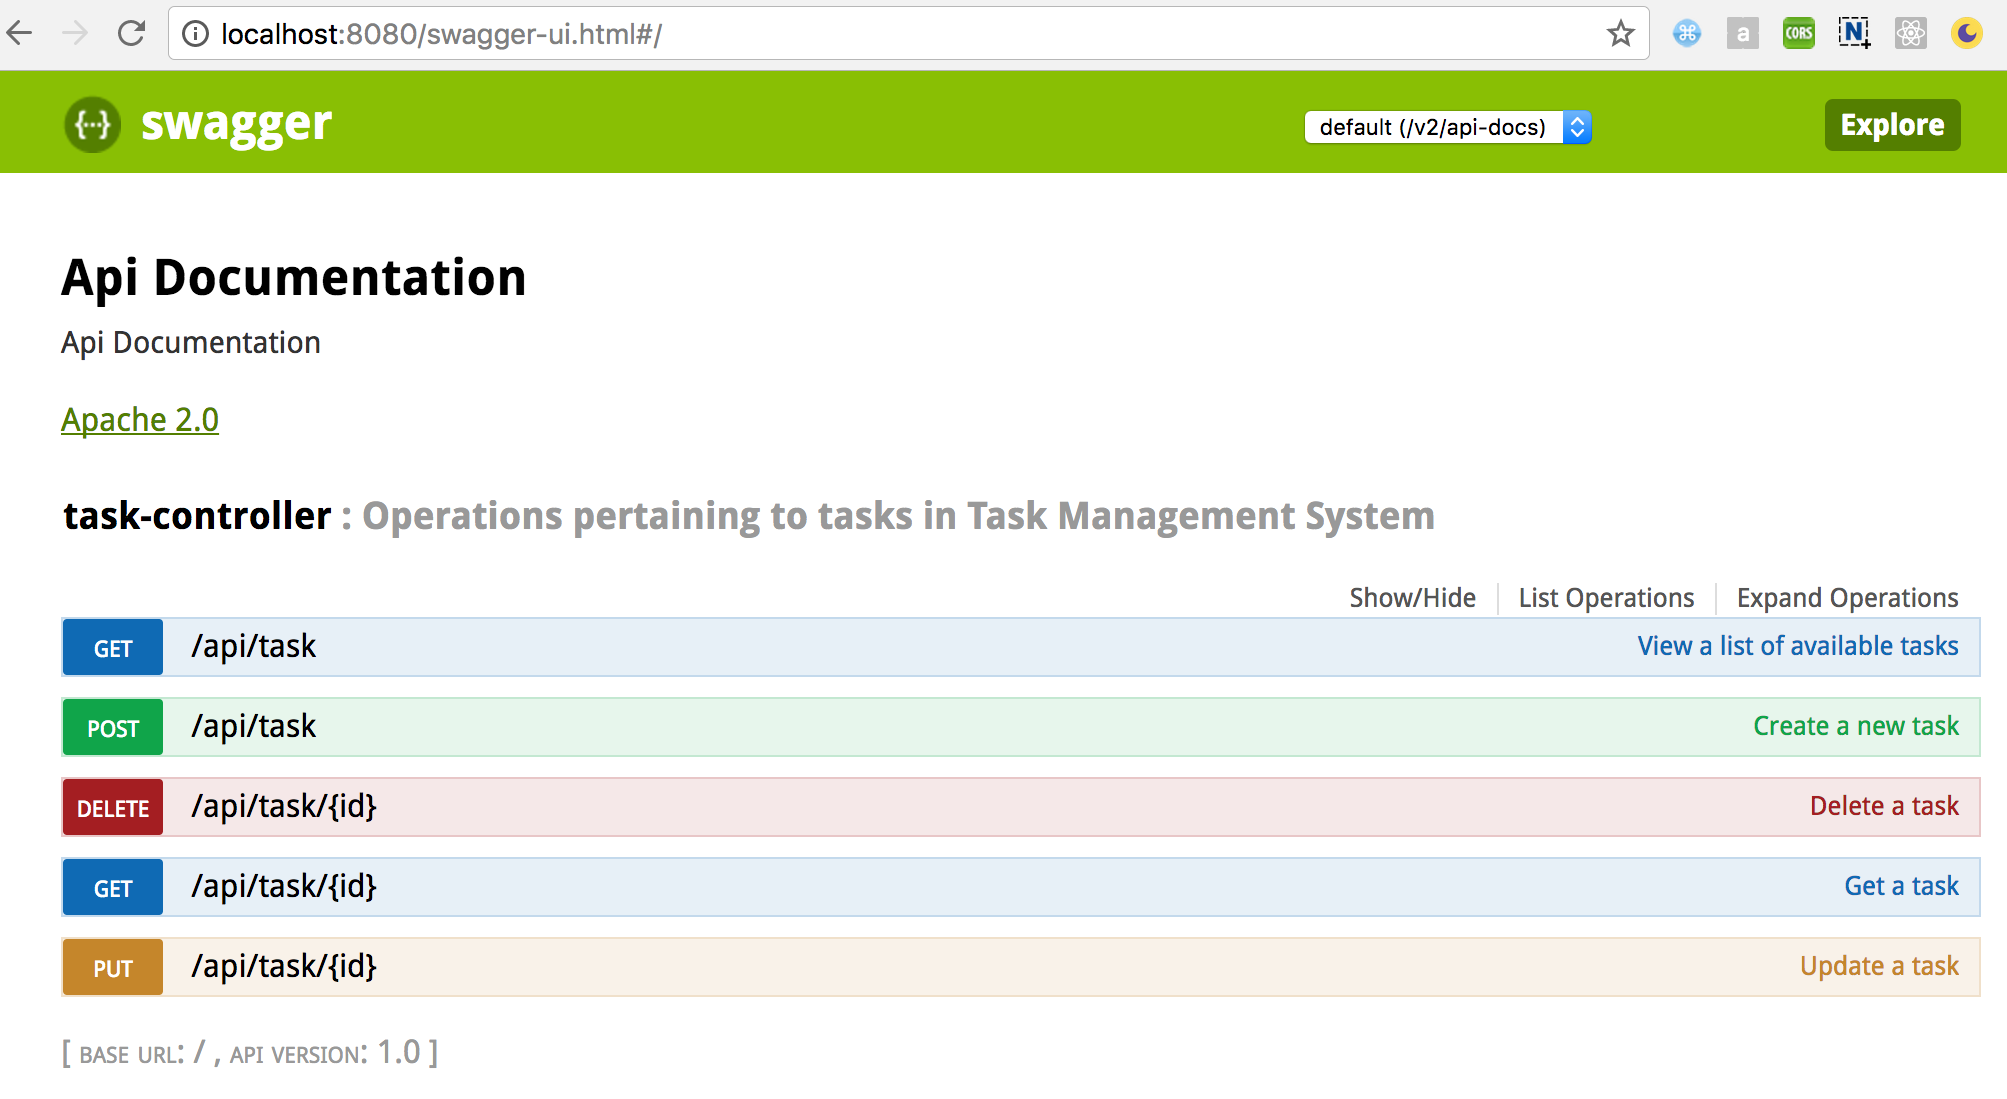 localhost:8080/swagger-ui.html#/
a CORS N
{···} swagger default (/v2/api-docs) Explore
Api Documentation
Api Documentation
Apache 2.0
task-controller : Operations pertaining to tasks in Task Management System
Show/Hide List Operations Expand Operations
GET /api/task View a list of available tasks
POST /api/task Create a new task
DELETE /api/task/{id} Delete a task
GET /api/task/{id} Get a task
PUT /api/task/{id} Update a task
[ BASE URL: / , API VERSION: 1.0 ]